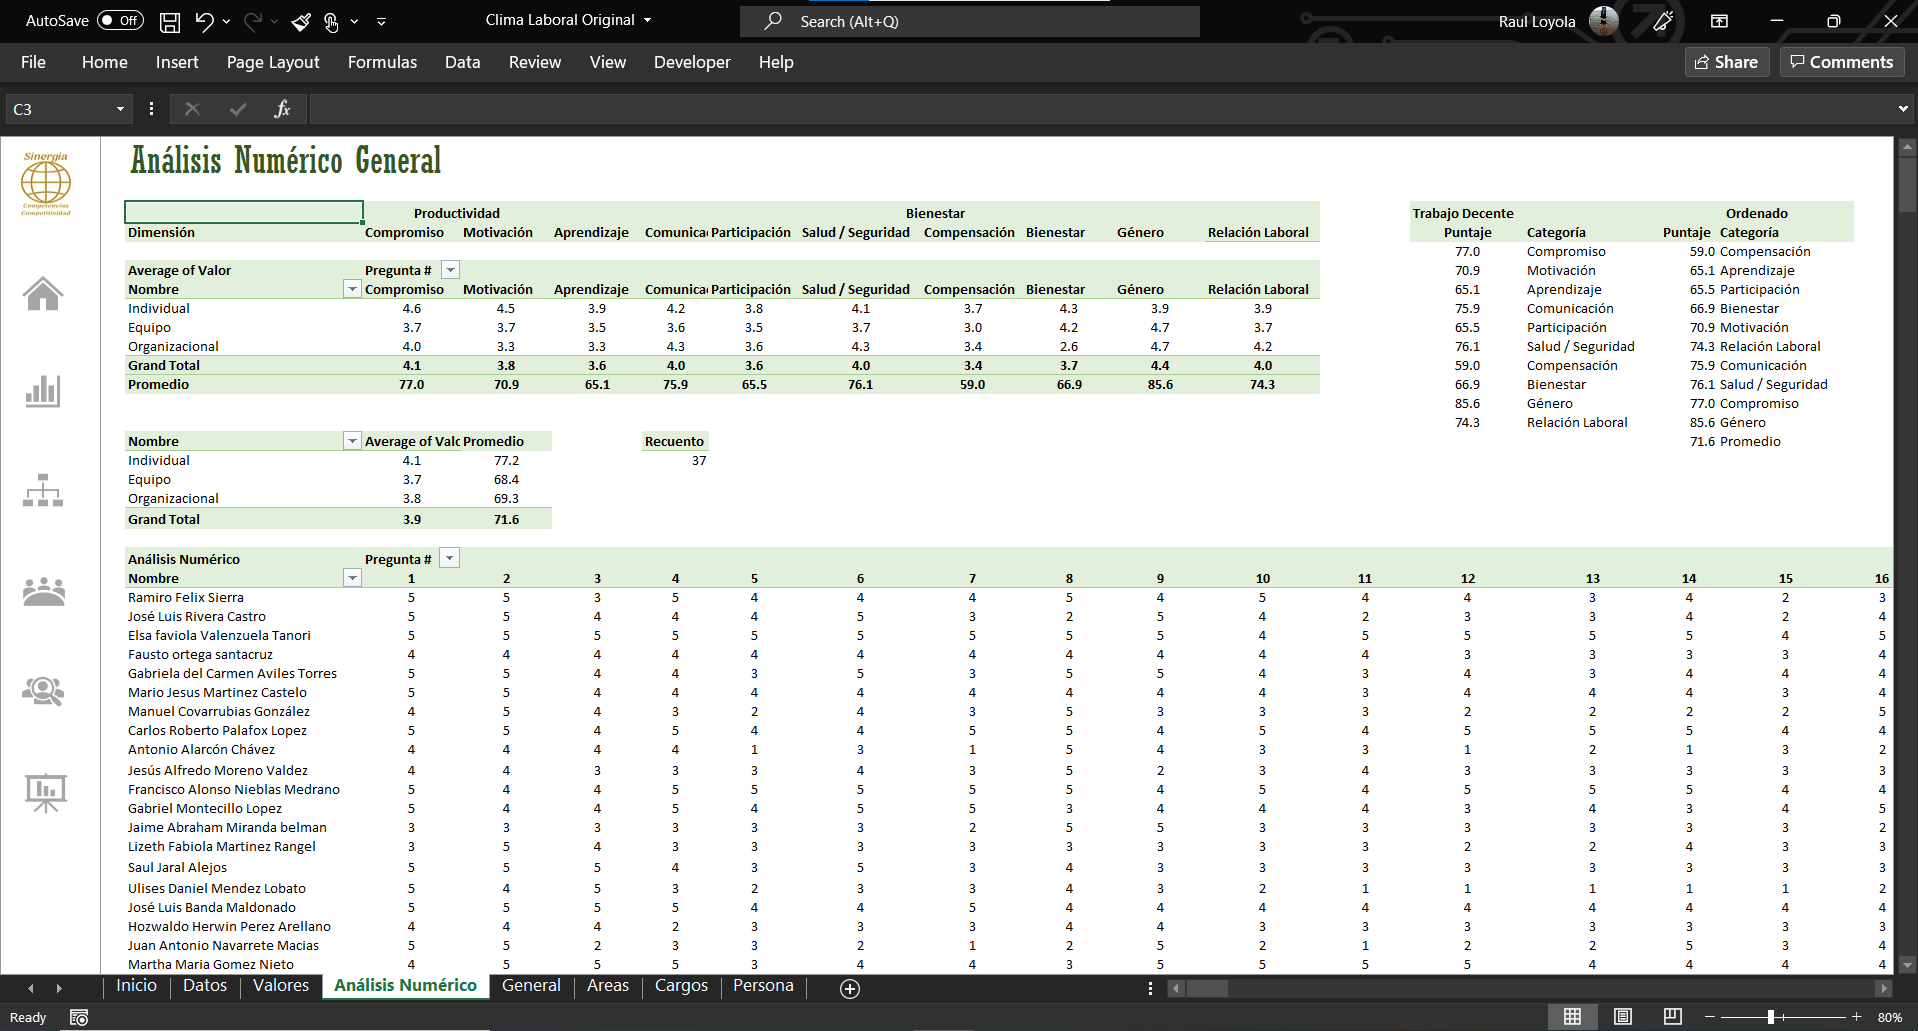 AutoSave Off Clima Laboral Original Search (Alt+Q) Raul Loyola
File Home Insert Page Layout Formulas Data Review View Developer Help Share Comments
C3 fx
Sinergia
Competencias
Competitividad
Análisis Numérico General
Productividad Bienestar
Dimensión Compromiso Motivación Aprendizaje Comunicac Participación Salud / Seguridad Compensación Bienestar Género Relación Laboral
Average of Valor Pregunta #
Nombre Compromiso Motivación Aprendizaje Comunicac Participación Salud / Seguridad Compensación Bienestar Género Relación Laboral
Individual 4.6 4.5 3.9 4.2 3.8 4.1 3.7 4.3 3.9 3.9
Equipo 3.7 3.7 3.5 3.6 3.5 3.7 3.0 4.2 4.7 3.7
Organizacional 4.0 3.3 3.3 4.3 3.6 4.3 3.4 2.6 4.7 4.2
Grand Total 4.1 3.8 3.6 4.0 3.6 4.0 3.4 3.7 4.4 4.0
Promedio 77.0 70.9 65.1 75.9 65.5 76.1 59.0 66.9 85.6 74.3
Trabajo Decente Ordenado
Puntaje Categoría Puntaje Categoría
77.0 Compromiso 59.0 Compensación
70.9 Motivación 65.1 Aprendizaje
65.1 Aprendizaje 65.5 Participación
75.9 Comunicación 66.9 Bienestar
65.5 Participación 70.9 Motivación
76.1 Salud / Seguridad 74.3 Relación Laboral
59.0 Compensación 75.9 Comunicación
66.9 Bienestar 76.1 Salud / Seguridad
85.6 Género 77.0 Compromiso
74.3 Relación Laboral 85.6 Género
71.6 Promedio
Nombre Average of Valc Promedio Recuento
Individual 4.1 77.2 37
Equipo 3.7 68.4
Organizacional 3.8 69.3
Grand Total 3.9 71.6
Análisis Numérico Pregunta #
Nombre 1 2 3 4 5 6 7 8 9 10 11 12 13 14 15 16
Ramiro Felix Sierra 5 5 3 5 4 4 4 5 4 5 4 4 3 4 2 3
José Luis Rivera Castro 5 5 4 4 4 5 3 2 5 4 2 3 3 4 2 4
Elsa faviola Valenzuela Tanori 5 5 5 5 5 5 5 5 5 4 5 5 5 5 4 5
Fausto ortega santacruz 4 4 4 4 4 4 4 4 4 4 4 3 3 3 3 4
Gabriela del Carmen Aviles Torres 5 5 4 4 3 5 3 5 5 4 3 4 3 4 4 4
Mario Jesus Martinez Castelo 5 5 4 4 4 4 4 4 4 4 3 4 4 4 3 4
Manuel Covarrubias González 4 5 4 3 2 4 3 5 3 3 3 2 2 2 2 5
Carlos Roberto Palafox Lopez 5 5 4 5 4 4 5 5 4 5 4 5 5 5 4 4
Antonio Alarcón Chávez 4 4 4 4 1 3 1 5 4 3 3 1 2 1 3 2
Jesús Alfredo Moreno Valdez 4 4 3 3 3 4 3 5 2 3 4 3 3 3 3 3
Francisco Alonso Nieblas Medrano 5 4 4 5 5 5 5 5 4 5 4 5 5 5 4 4
Gabriel Montecillo Lopez 5 4 4 5 4 5 5 3 4 4 4 3 4 3 4 5
Jaime Abraham Miranda belman 3 3 3 3 3 3 2 5 5 3 3 3 3 3 3 2
Lizeth Fabiola Martinez Rangel 3 5 4 3 3 3 3 3 3 3 3 2 2 4 3 3
Saul Jaral Alejos 5 5 5 4 3 5 3 4 3 3 3 3 3 3 3 3
Ulises Daniel Mendez Lobato 5 4 5 3 2 3 3 4 3 2 1 1 1 1 1 2
José Luis Banda Maldonado 5 5 5 5 4 4 5 4 4 4 4 4 4 4 4 4
Hozwaldo Herwin Perez Arellano 4 4 4 2 3 3 3 4 4 3 3 3 3 3 3 3
Juan Antonio Navarrete Macias 5 5 2 3 3 2 1 2 5 2 1 2 2 5 3 4
Martha Maria Gomez Nieto 4 5 5 5 3 4 4 3 5 5 5 5 4 4 4 4
Inicio Datos Valores Análisis Numérico General Areas Cargos Persona
Ready 80%